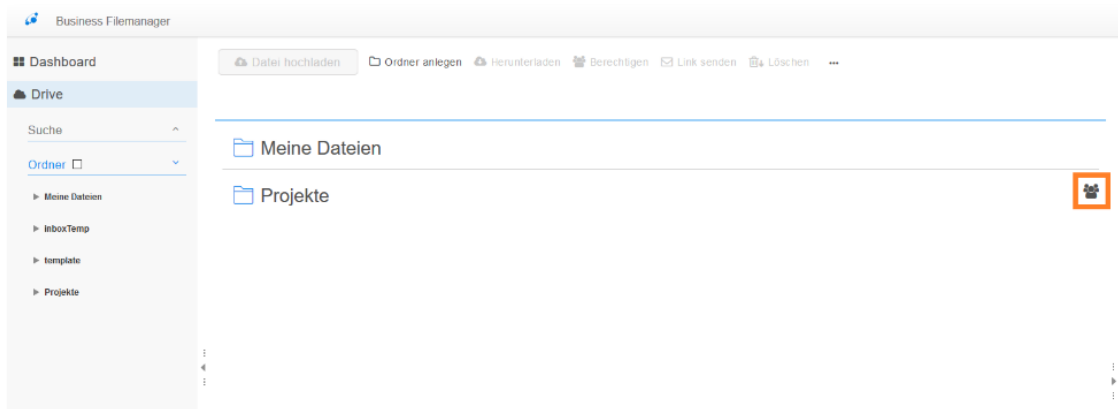 Business Filemanager
Dashboard
Datei hochladen Ordner anlegen Herunterladen Berechtigen Link senden Löschen ...
Drive
Suche
Meine Dateien
Ordner
Projekte
Meine Dateien
InboxTemp
template
Projekte